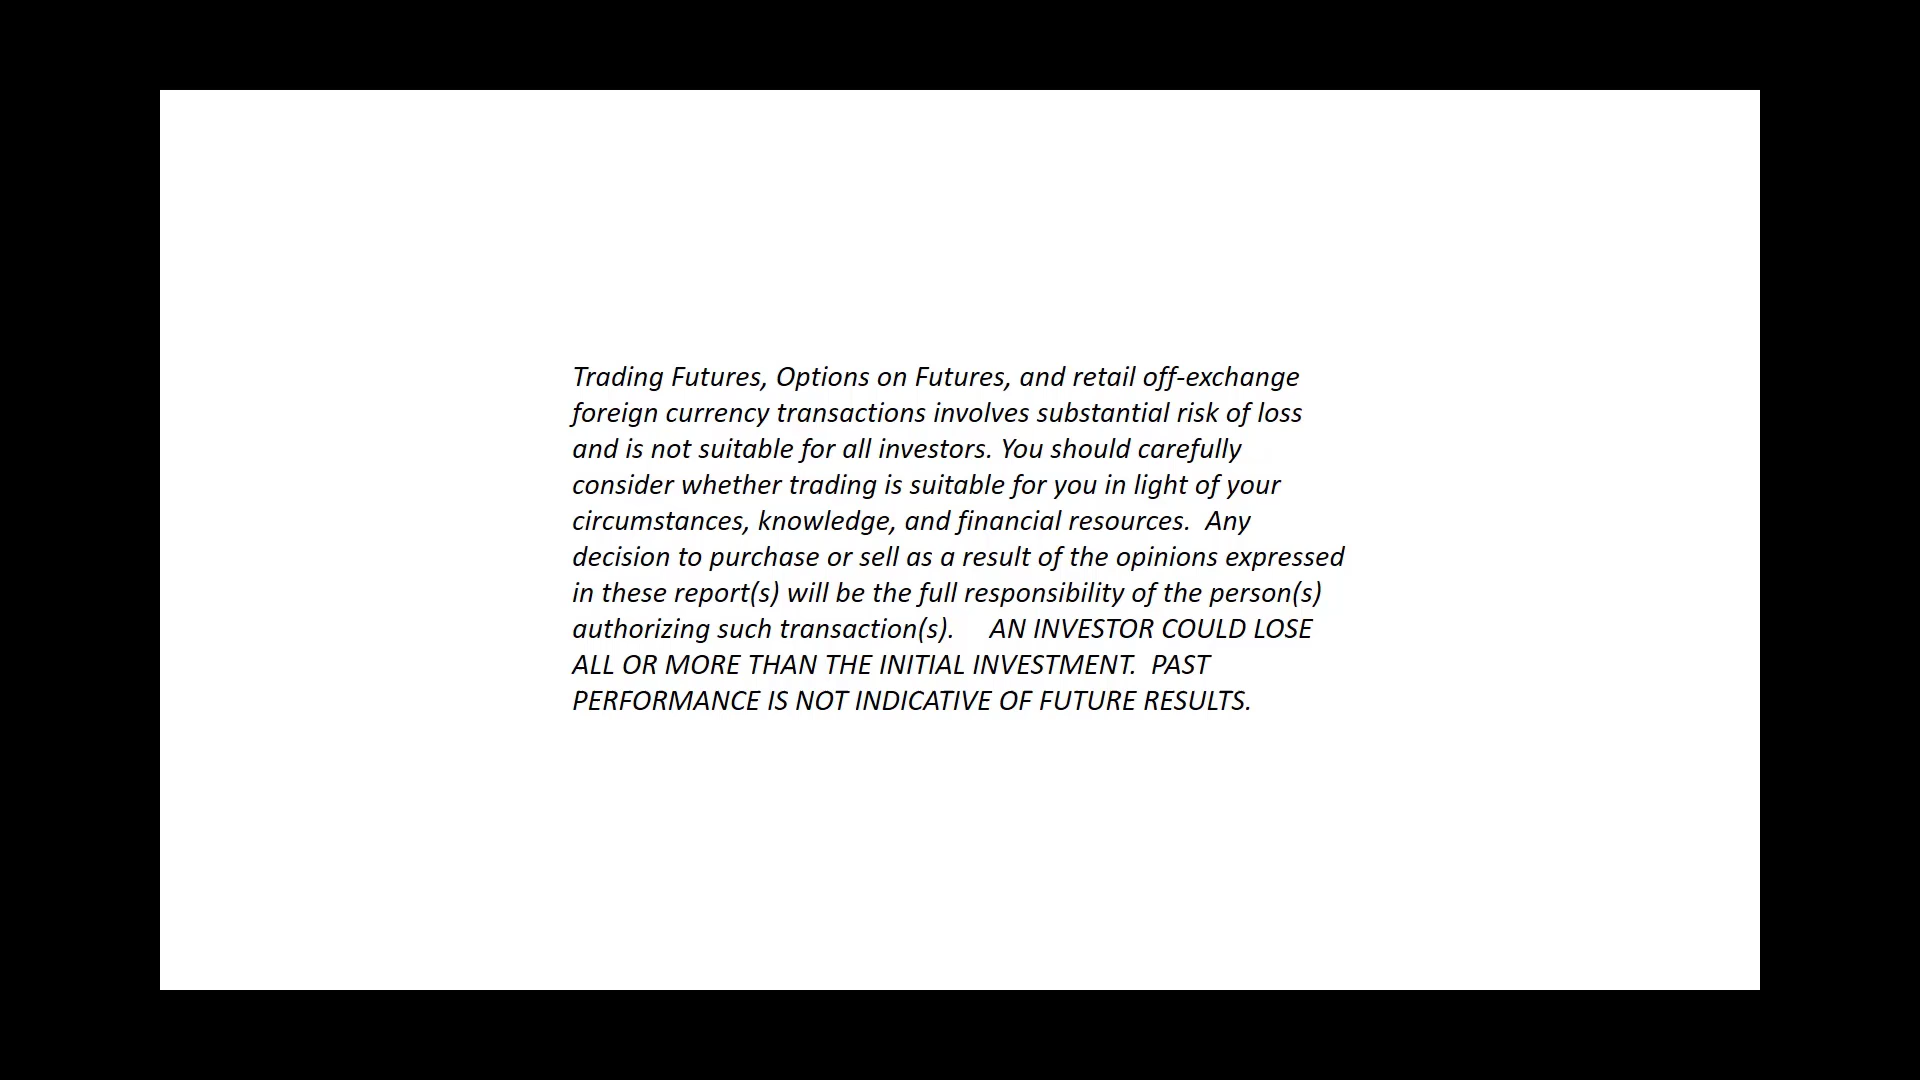 Trading Futures, Options on Futures, and retail off-exchange
foreign currency transactions involves substantial risk of loss
and is not suitable for all investors. You should carefully
consider whether trading is suitable for you in light of your
circumstances, knowledge, and financial resources.  Any
decision to purchase or sell as a result of the opinions expressed
in these report(s) will be the full responsibility of the person(s)
authorizing such transaction(s).     AN INVESTOR COULD LOSE
ALL OR MORE THAN THE INITIAL INVESTMENT.  PAST
PERFORMANCE IS NOT INDICATIVE OF FUTURE RESULTS.